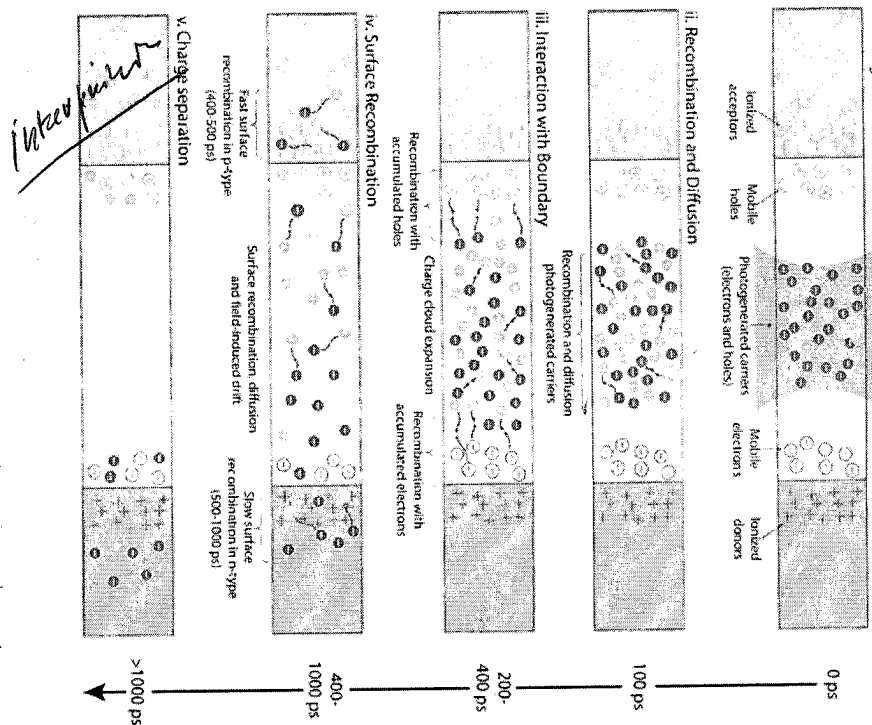 Ionized
acceptors
Mobile
holes
Photogenerated carriers
(electrons and holes)
Mobile
electrons
Ionized
donors
0 ps
ii. Recombination and Diffusion
Recombination and diffusion
photogenerated carriers
100 ps
iii. Interaction with Boundary
Recombination with
accumulated holes
Charge cloud expansion
Recombination with
accumulated electrons
200-
400 ps
iv. Surface Recombination
Fast surface
recombination in p-type
(400-500 ps)
Surface recombination, diffusion
and field-induced drift
Slow surface
recombination in n-type
(500-1000 ps)
400-
1000 ps
v. Charge separation
>1000 ps